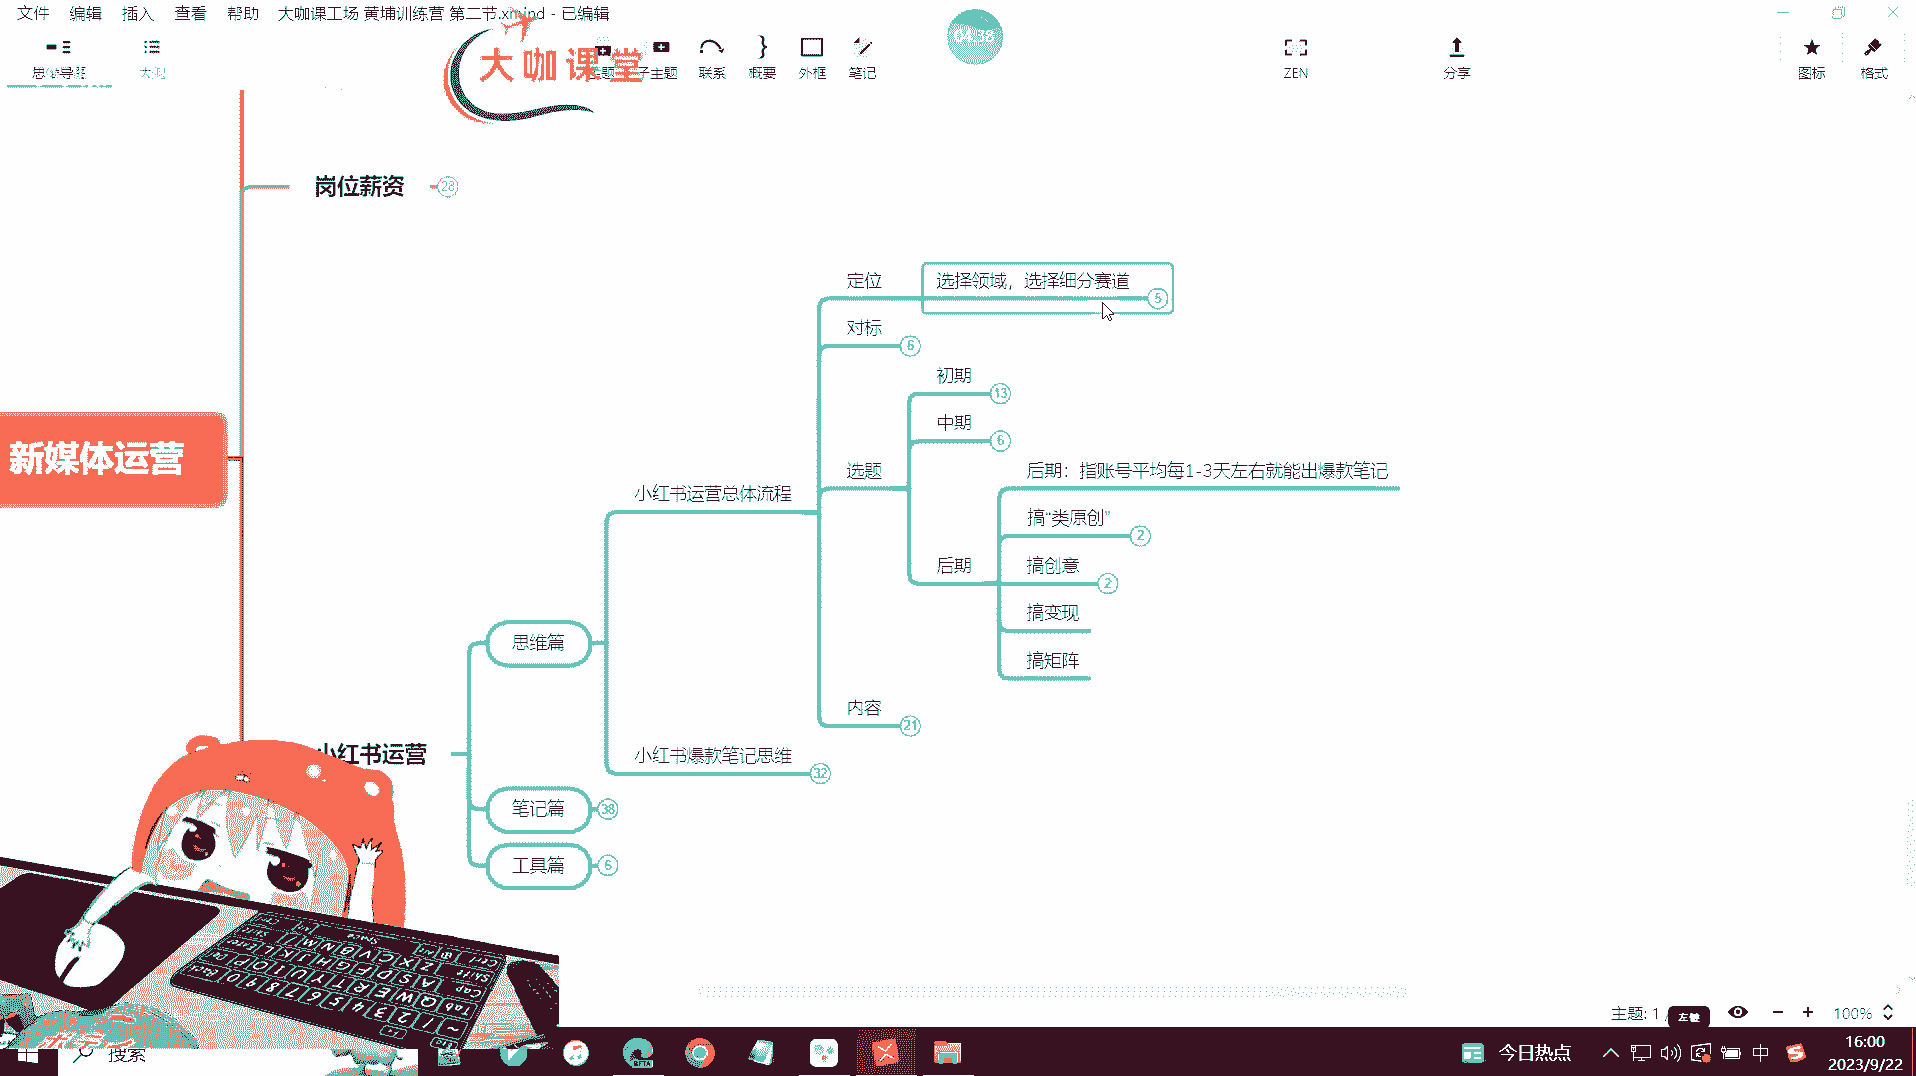 文件 编辑 插入 查看 帮助 大咖课工场 黄埔训练营 第二节.xmind - 已编辑
大咖课堂
04:38
思维导图 大纲 主题 子主题 联系 概要 外框 笔记 ZEN 分享 图标 格式
岗位薪资 28
定位 选择领域，选择细分赛道 5
对标 6
初期 13
中期 6
选题
后期：指账号平均每1-3天左右就能出爆款笔记
小红书运营总体流程
搞“类原创” 2
后期
搞创意 2
搞变现
搞矩阵
新媒体运营
思维篇
内容 21
小红书运营
小红书爆款笔记思维 32
笔记篇 38
工具篇 6
主题: 1 /
左键
100%
搜索
今日热点
中
16:00
2023/9/22